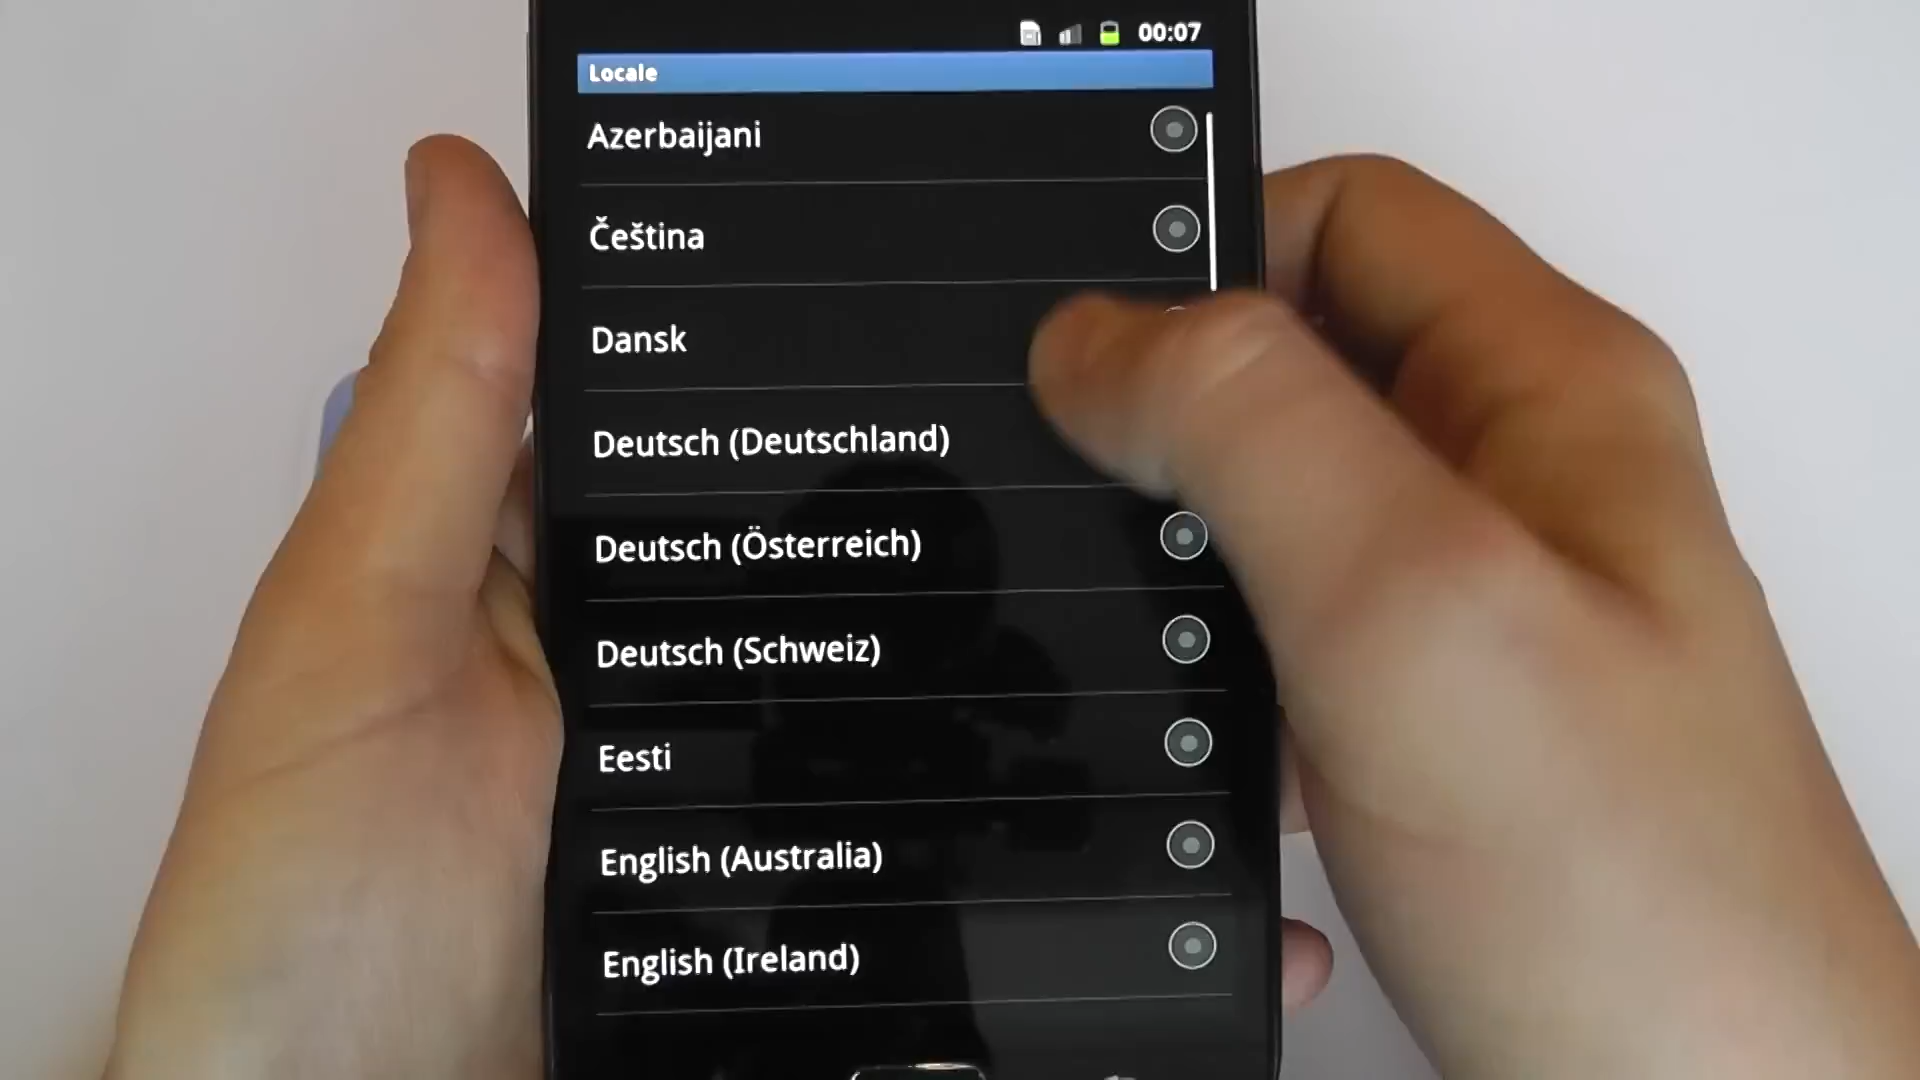 00:07
Locale
Azerbaijani
Čeština
Dansk
Deutsch (Deutschland)
Deutsch (Österreich)
Deutsch (Schweiz)
Eesti
English (Australia)
English (Ireland)